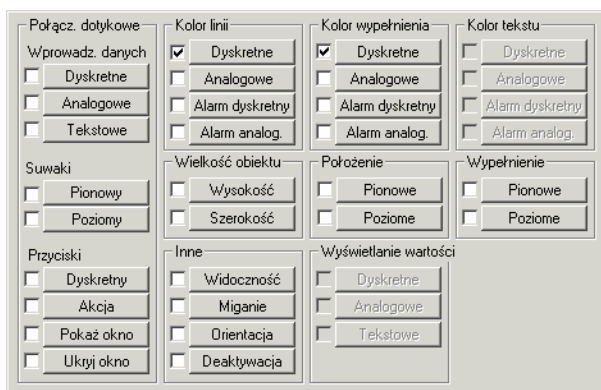 Połącz. dotykowe
Wprowadz. danych
Dyskretne
Analogowe
Tekstowe
Suwaki
Pionowy
Poziomy
Przyciski
Dyskretny
Akcja
Pokaż okno
Ukryj okno
Kolor linii
Dyskretne
Analogowe
Alarm dyskretny
Alarm analog.
Kolor wypełnienia
Dyskretne
Analogowe
Alarm dyskretny
Alarm analog.
Kolor tekstu
Dyskretne
Analogowe
Alarm dyskretny
Alarm analog.
Wielkość obiektu
Wysokość
Szerokość
Położenie
Pionowe
Poziome
Wypełnienie
Pionowe
Poziome
Inne
Widoczność
Miganie
Orientacja
Deaktywacja
Wyświetlanie wartości
Dyskretne
Analogowe
Tekstowe